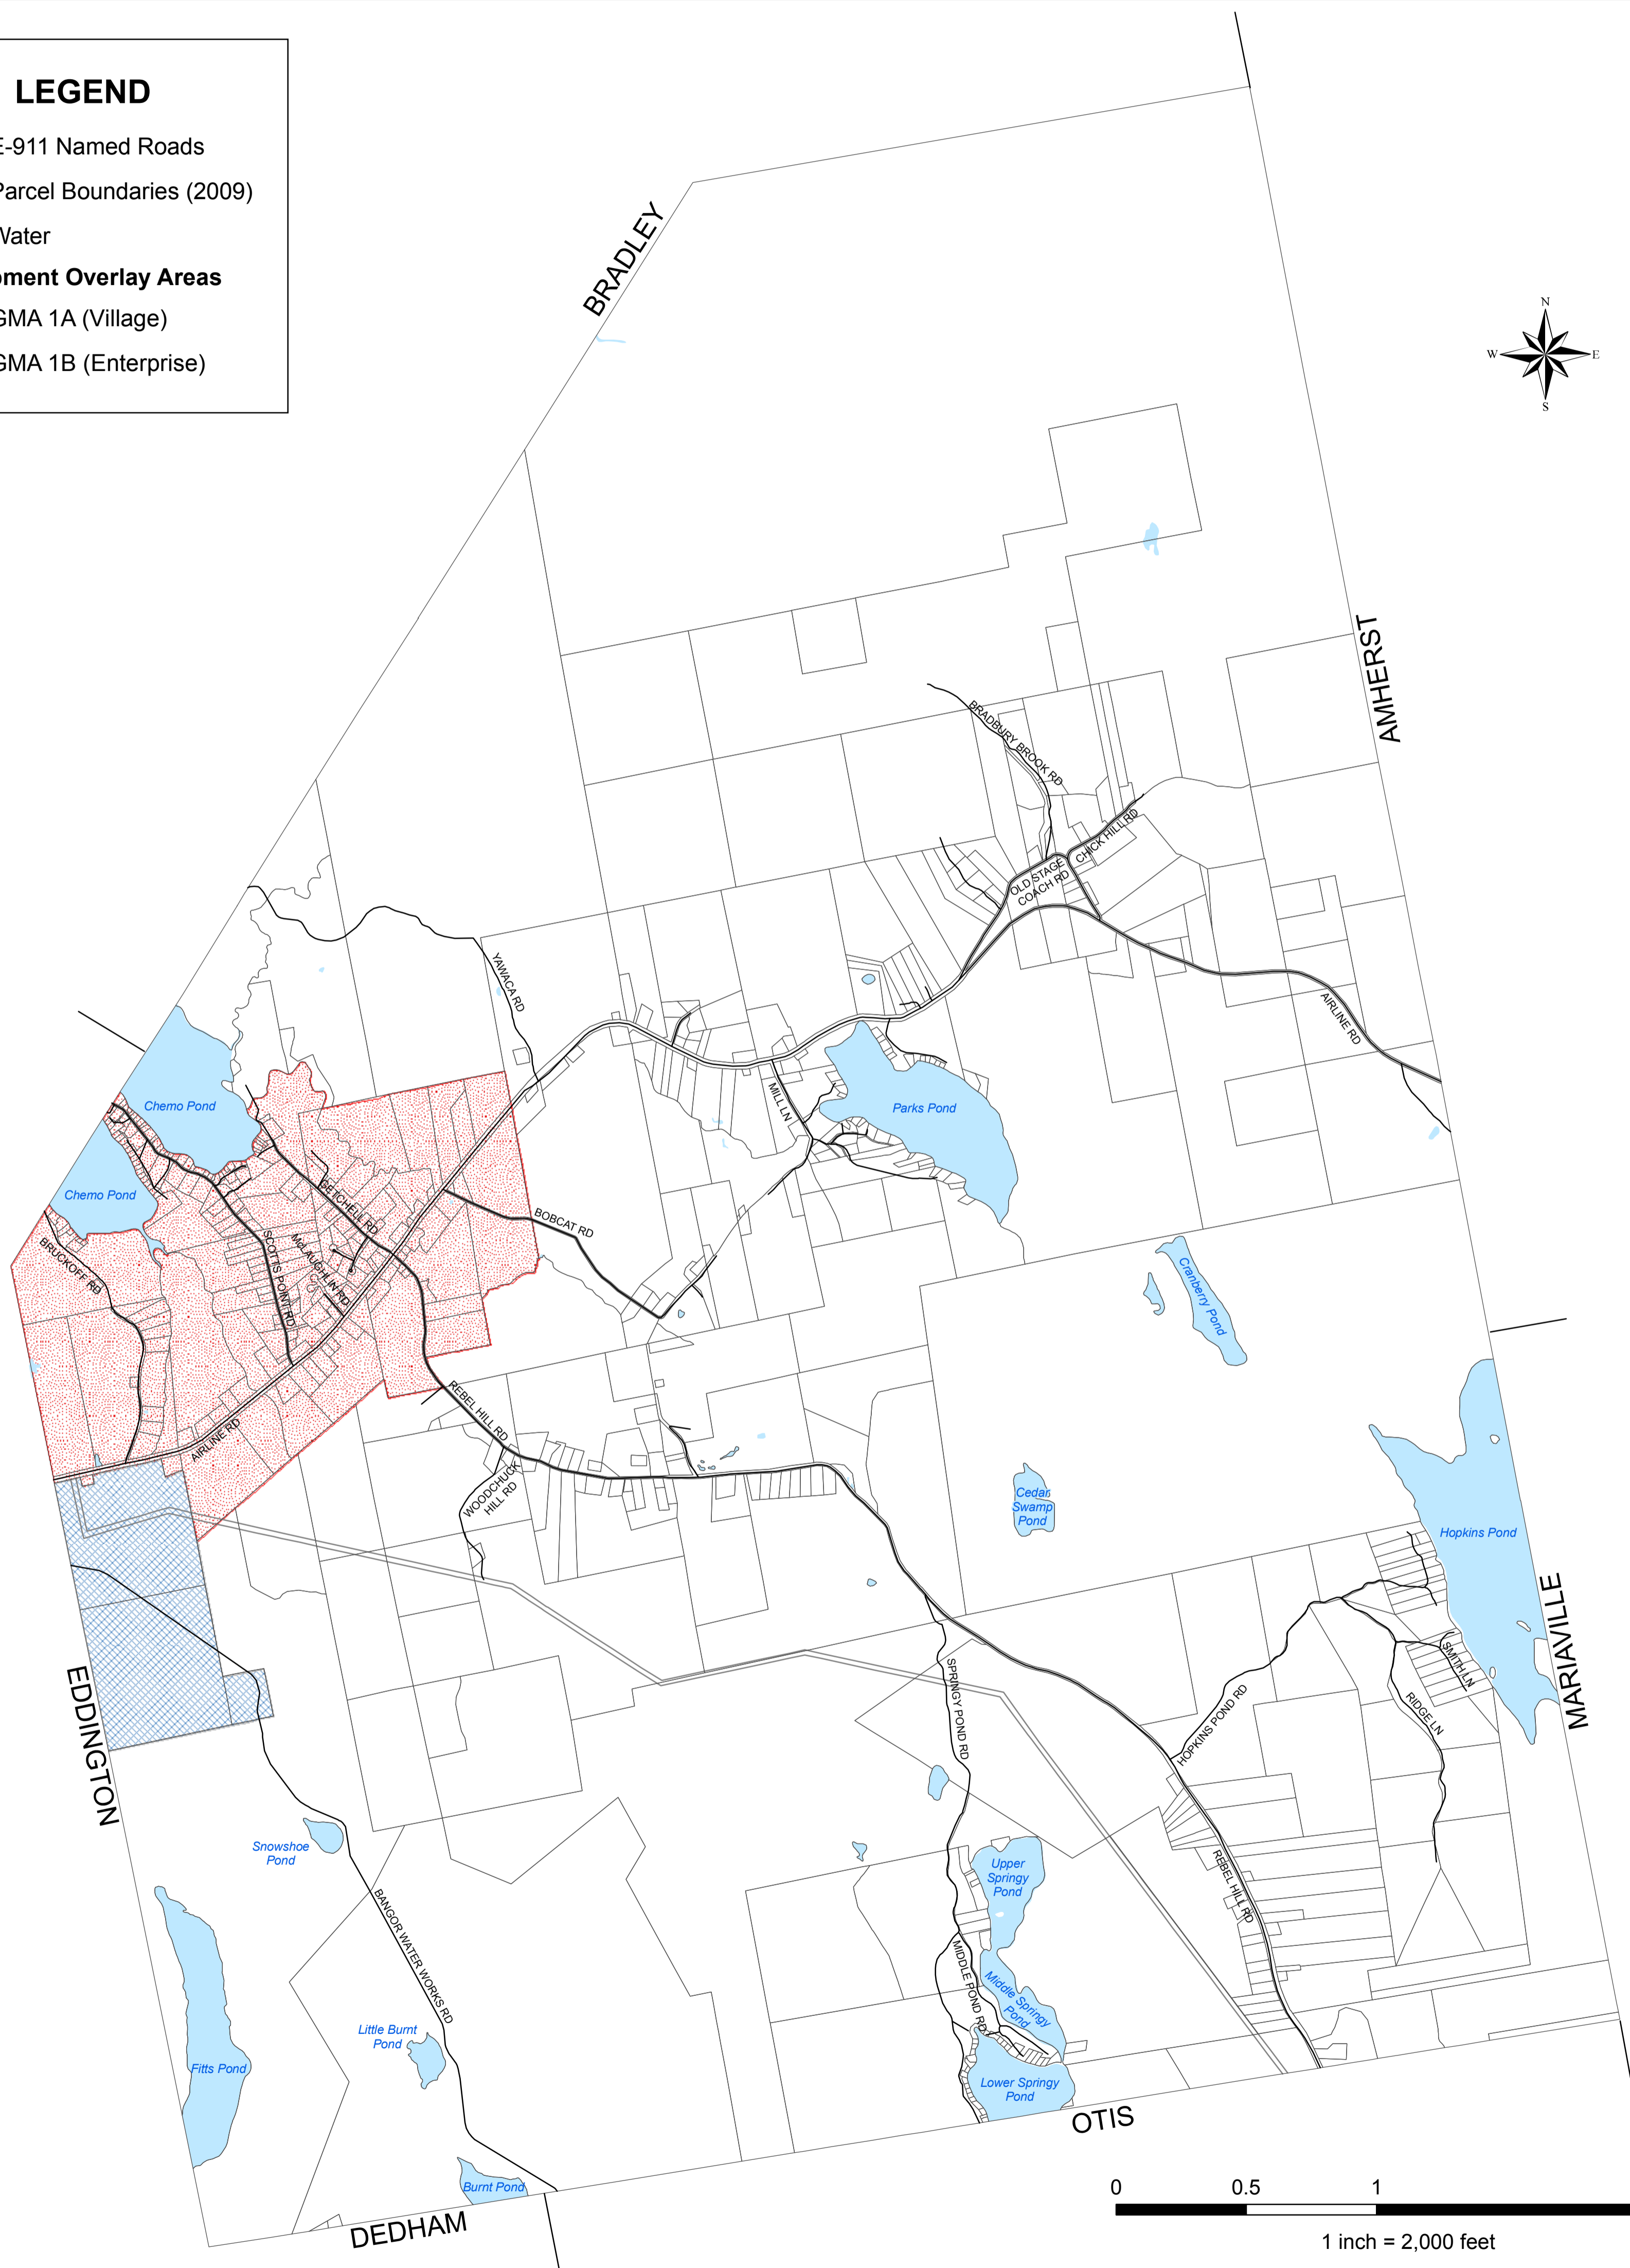 LEGEND
E-911 Named Roads
Parcel Boundaries (2009)
Water
pment Overlay Areas
GMA 1A (Village)
GMA 1B (Enterprise)
BRADLEY
N
W
E
S
AMHERST
BRADBURY BROOK RD
CHICK HILL RD
OLD STAGE
COACH RD
YAWACA RD
AIRLINE RD
Chemo Pond
MILL LN
Parks Pond
Chemo Pond
GETCHELL RD
BOBCAT RD
SCOTTS POINT RD
McLAUGHLIN RD
BRUCKOFF RD
Cranberry Pond
REBEL HILL RD
AIRLINE RD
WOODCHUCK
HILL RD
Cedar
Swamp
Pond
Hopkins Pond
MARIAVILLE
SMITH LN
EDDINGTON
SPRINGY POND RD
HOPKINS POND RD
RIDGE LN
Snowshoe
Pond
Upper
Springy
Pond
REBEL HILL RD
BANGOR WATER WORKS RD
MIDDLE POND RD
Middle Springy
Pond
Little Burnt
Pond
Fitts Pond
Lower Springy
Pond
OTIS
Burnt Pond
DEDHAM
0
0.5
1
1 inch = 2,000 feet